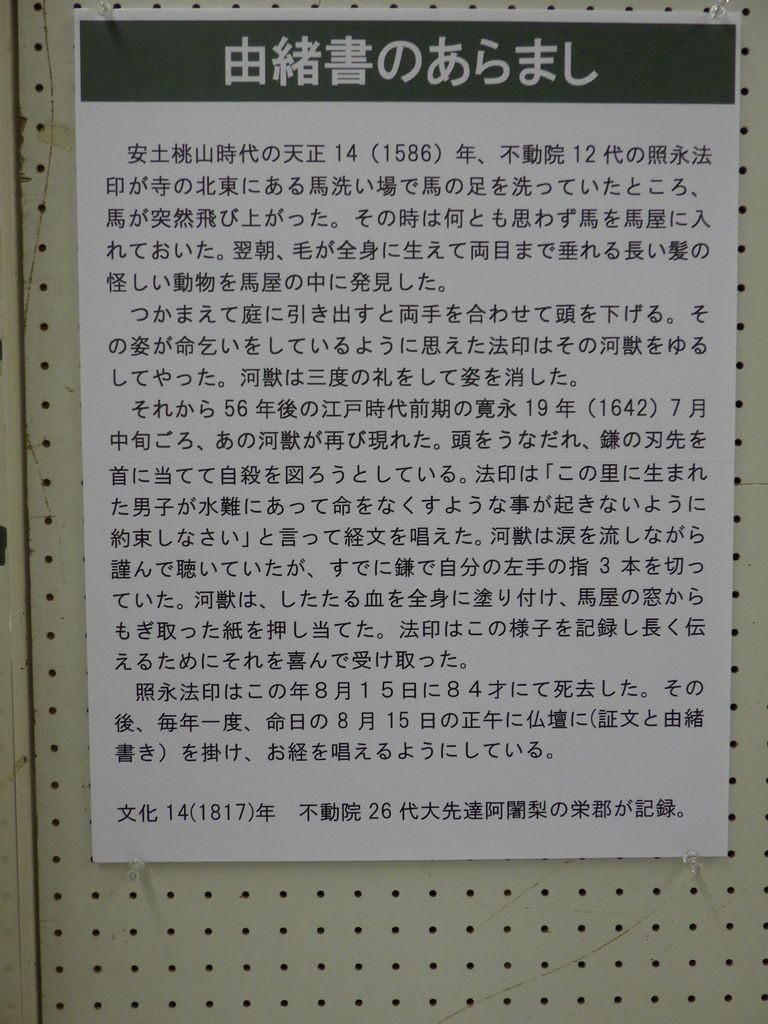 由緒書のあらまし
安土桃山時代の天正 14（1586）年、不動院 12 代の照永法
印が寺の北東にある馬洗い場で馬の足を洗っていたところ、
馬が突然飛び上がった。その時は何とも思わず馬を馬屋に入
れておいた。翌朝、毛が全身に生えて両目まで垂れる長い髪の
怪しい動物を馬屋の中に発見した。
つかまえて庭に引き出すと両手を合わせて頭を下げる。そ
の姿が命乞いをしているように思えた法印はその河獣をゆる
してやった。河獣は三度の礼をして姿を消した。
それから 56 年後の江戸時代前期の寛永 19 年（1642）7 月
中旬ごろ、あの河獣が再び現れた。頭をうなだれ、鎌の刃先を
首に当てて自殺を図ろうとしている。法印は「この里に生まれ
た男子が水難にあって命をなくすような事が起きないように
約束しなさい」と言って経文を唱えた。河獣は涙を流しながら
謹んで聴いていたが、すでに鎌で自分の左手の指 3 本を切っ
ていた。河獣は、したたる血を全身に塗り付け、馬屋の窓から
もぎ取った紙を押し当てた。法印はこの様子を記録し長く伝
えるためにそれを喜んで受け取った。
照永法印はこの年８月１５日に８４才にて死去した。その
後、毎年一度、命日の 8 月 15 日の正午に仏壇に(証文と由緒
書き）を掛け、お経を唱えるようにしている。
文化 14(1817)年　不動院 26 代大先達阿闍梨の栄郡が記録。